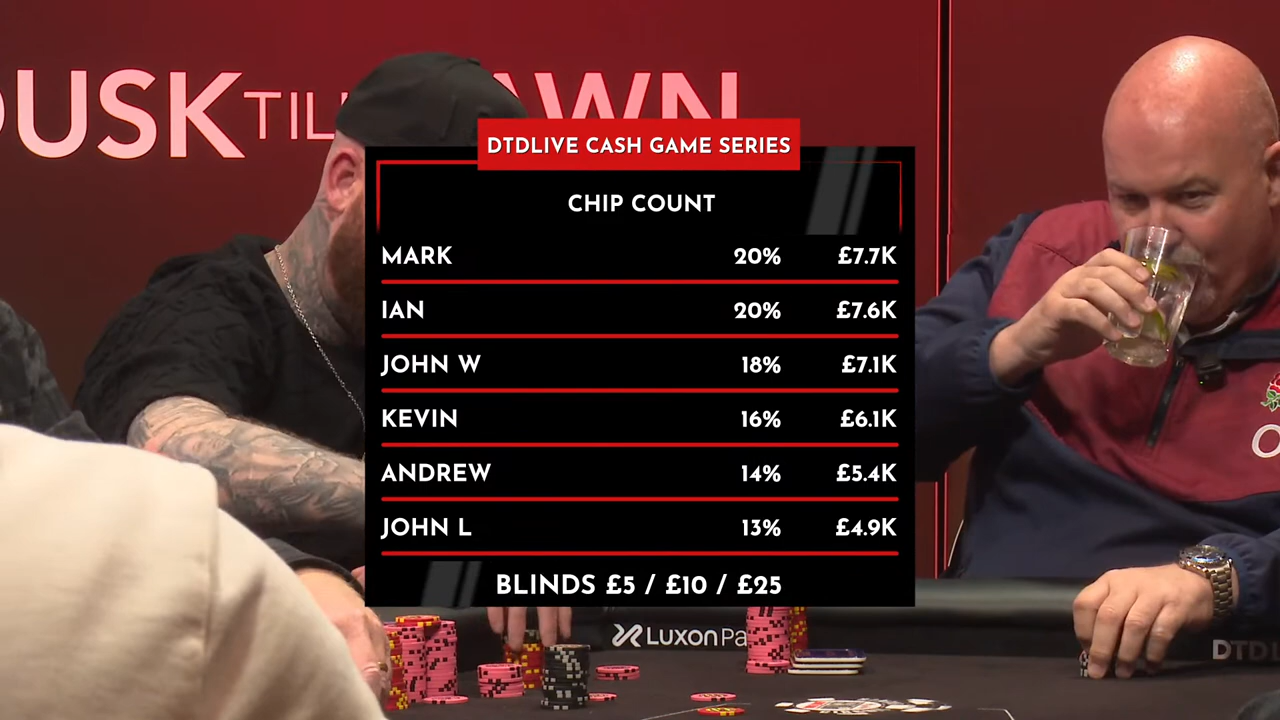 USK TIL WN
DTDLIVE CASH GAME SERIES
CHIP COUNT
MARK 20% £7.7K
IAN 20% £7.6K
JOHN W 18% £7.1K
KEVIN 16% £6.1K
ANDREW 14% £5.4K
JOHN L 13% £4.9K
BLINDS £5 / £10 / £25
O
LUXON Pa
DTD